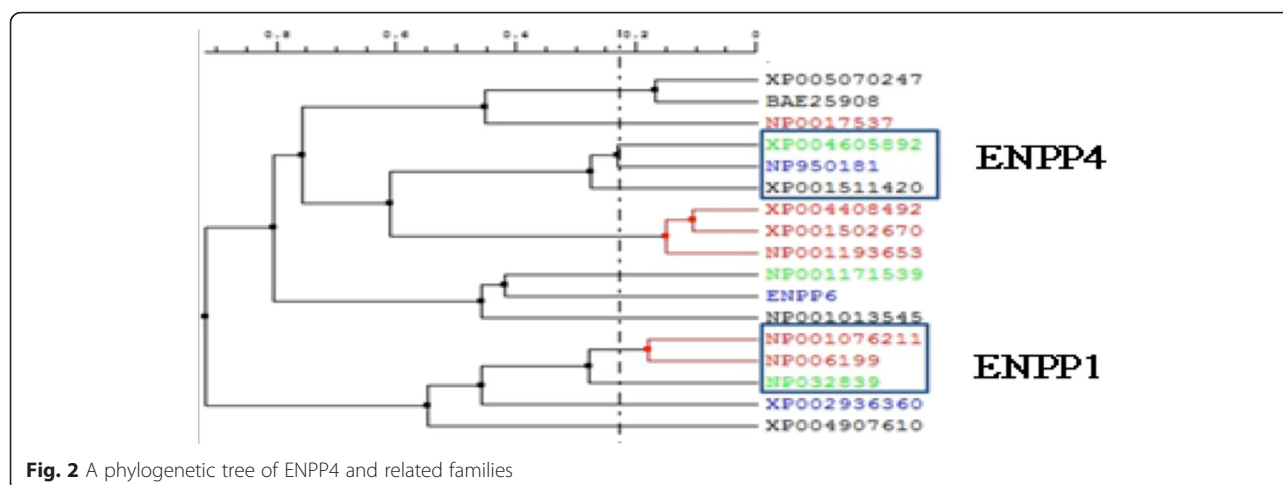 0.8 0.6 0.4 0.2 0
XP005070247
BAE25908
NP0017537
XP004605892
NP950181
XP001511420
XP004408492
XP001502670
NP001193653
NP001171539
ENPP6
NP001013545
NP001076211
NP006199
NP032839
XP002936360
XP004907610
ENPP4
ENPP1
Fig. 2 A phylogenetic tree of ENPP4 and related families